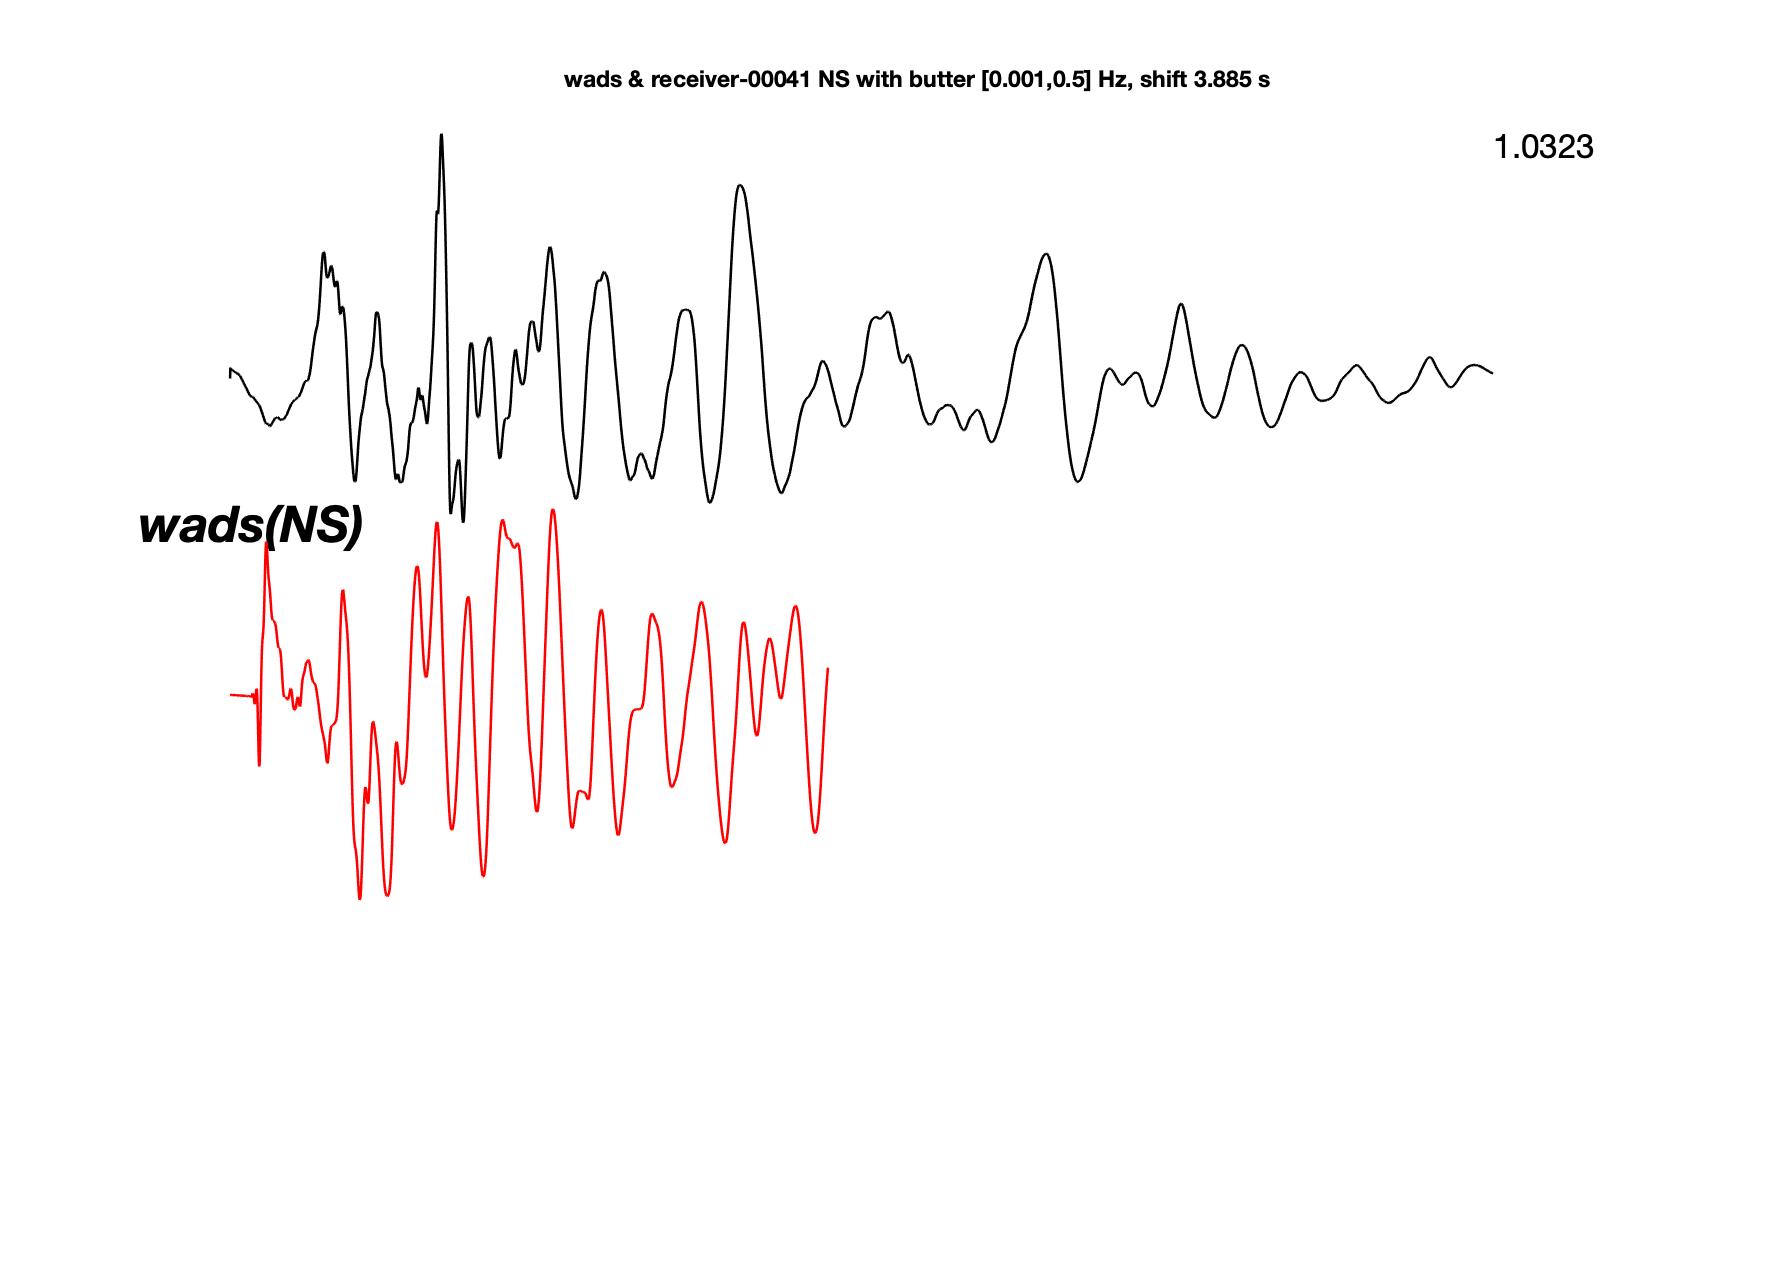 wads & receiver-00041 NS with butter [0.001,0.5] Hz, shift 3.885 s
1.0323
wads(NS)